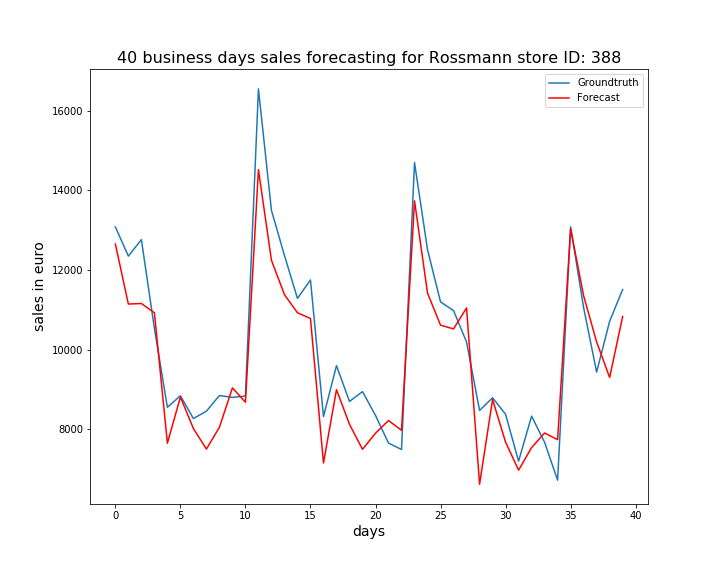 40 business days sales forecasting for Rossmann store ID: 388
Groundtruth
Forecast
16000
14000
12000
10000
8000
sales in euro
0 5 10 15 20 25 30 35 40
days